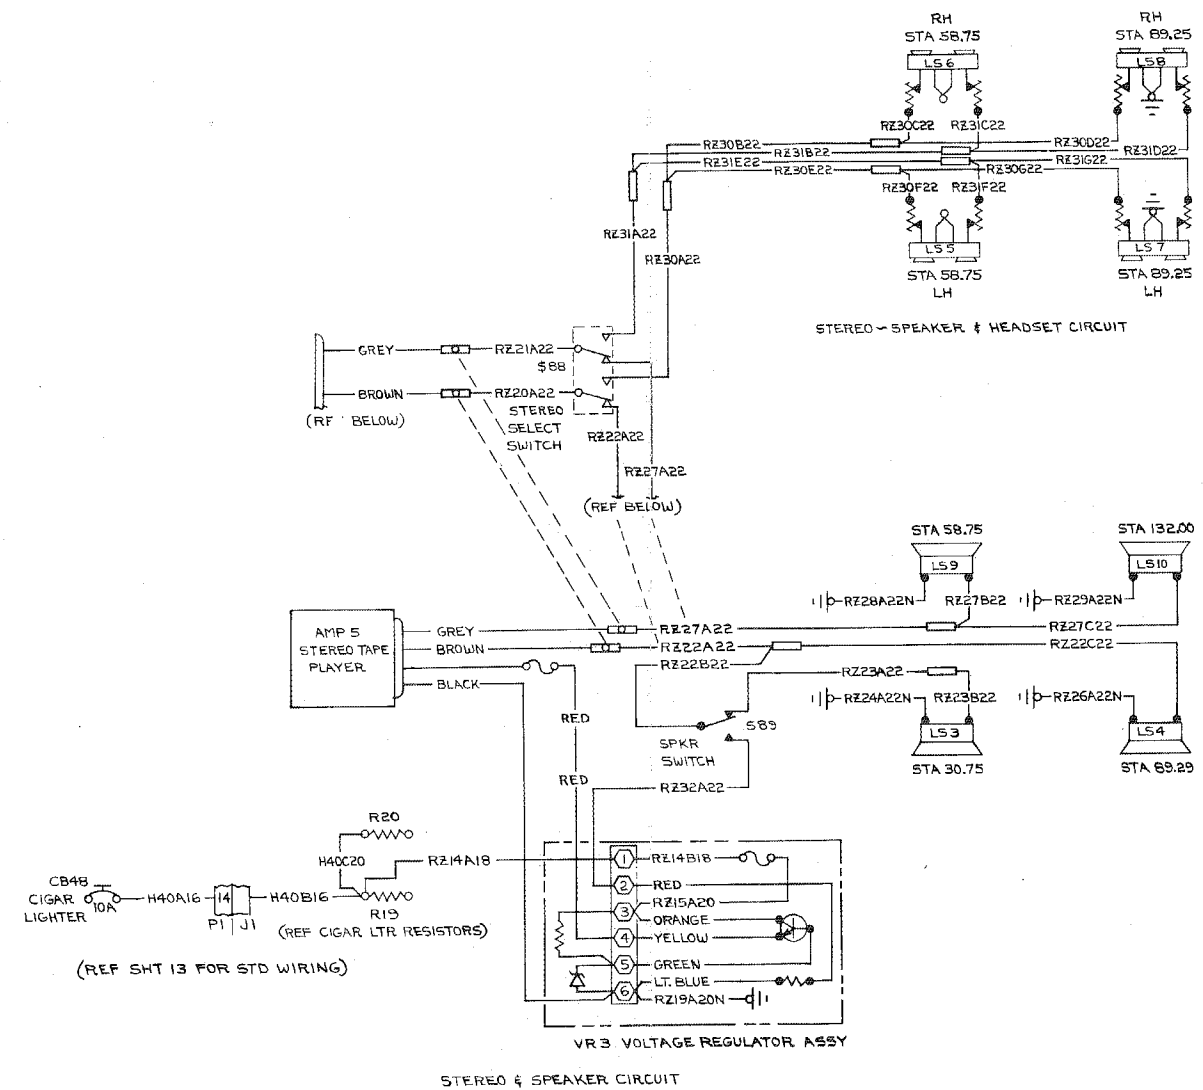 RH
STA 58.75
LS6
RH
STA 89.25
LS8
RZ30C22
RZ31C22
RZ30B22
RZ30D22
RZ31B22
RZ31D22
RZ31E22
RZ31G22
RZ30E22
RZ30G22
RZ30F22
RZ31F22
RZ31A22
RZ30A22
LS5
STA 58.75
LH
LS7
STA 89.25
LH
STEREO-SPEAKER & HEADSET CIRCUIT
GREY
RZ21A22
S88
BROWN
RZ20A22
STEREO
SELECT
SWITCH
(RF BELOW)
RZ22A22
RZ27A22
(REF BELOW)
STA 58.75
LS9
STA 132.00
LS10
RZ28A22N
RZ27B22
RZ29A22N
AMP 5
STEREO TAPE
PLAYER
GREY
RZ27A22
RZ27C22
BROWN
RZ22A22
RZ22C22
RZ22B22
RZ23A22
BLACK
RZ24A22N
RZ23B22
RZ26A22N
RED
S89
SPKR
SWITCH
LS3
STA 30.75
LS4
STA 89.29
RED
RZ32A22
R20
H40C20
RZ14A18
1
RZ14B18
CB48
CIGAR
LIGHTER
10A
H40A16
14
P1
J1
H40B16
R19
(REF CIGAR LTR RESISTORS)
2
RED
RZ15A20
3
ORANGE
4
YELLOW
5
GREEN
LT. BLUE
6
RZ19A20N
(REF SHT 13 FOR STD WIRING)
VR3 VOLTAGE REGULATOR ASSY
STEREO & SPEAKER CIRCUIT